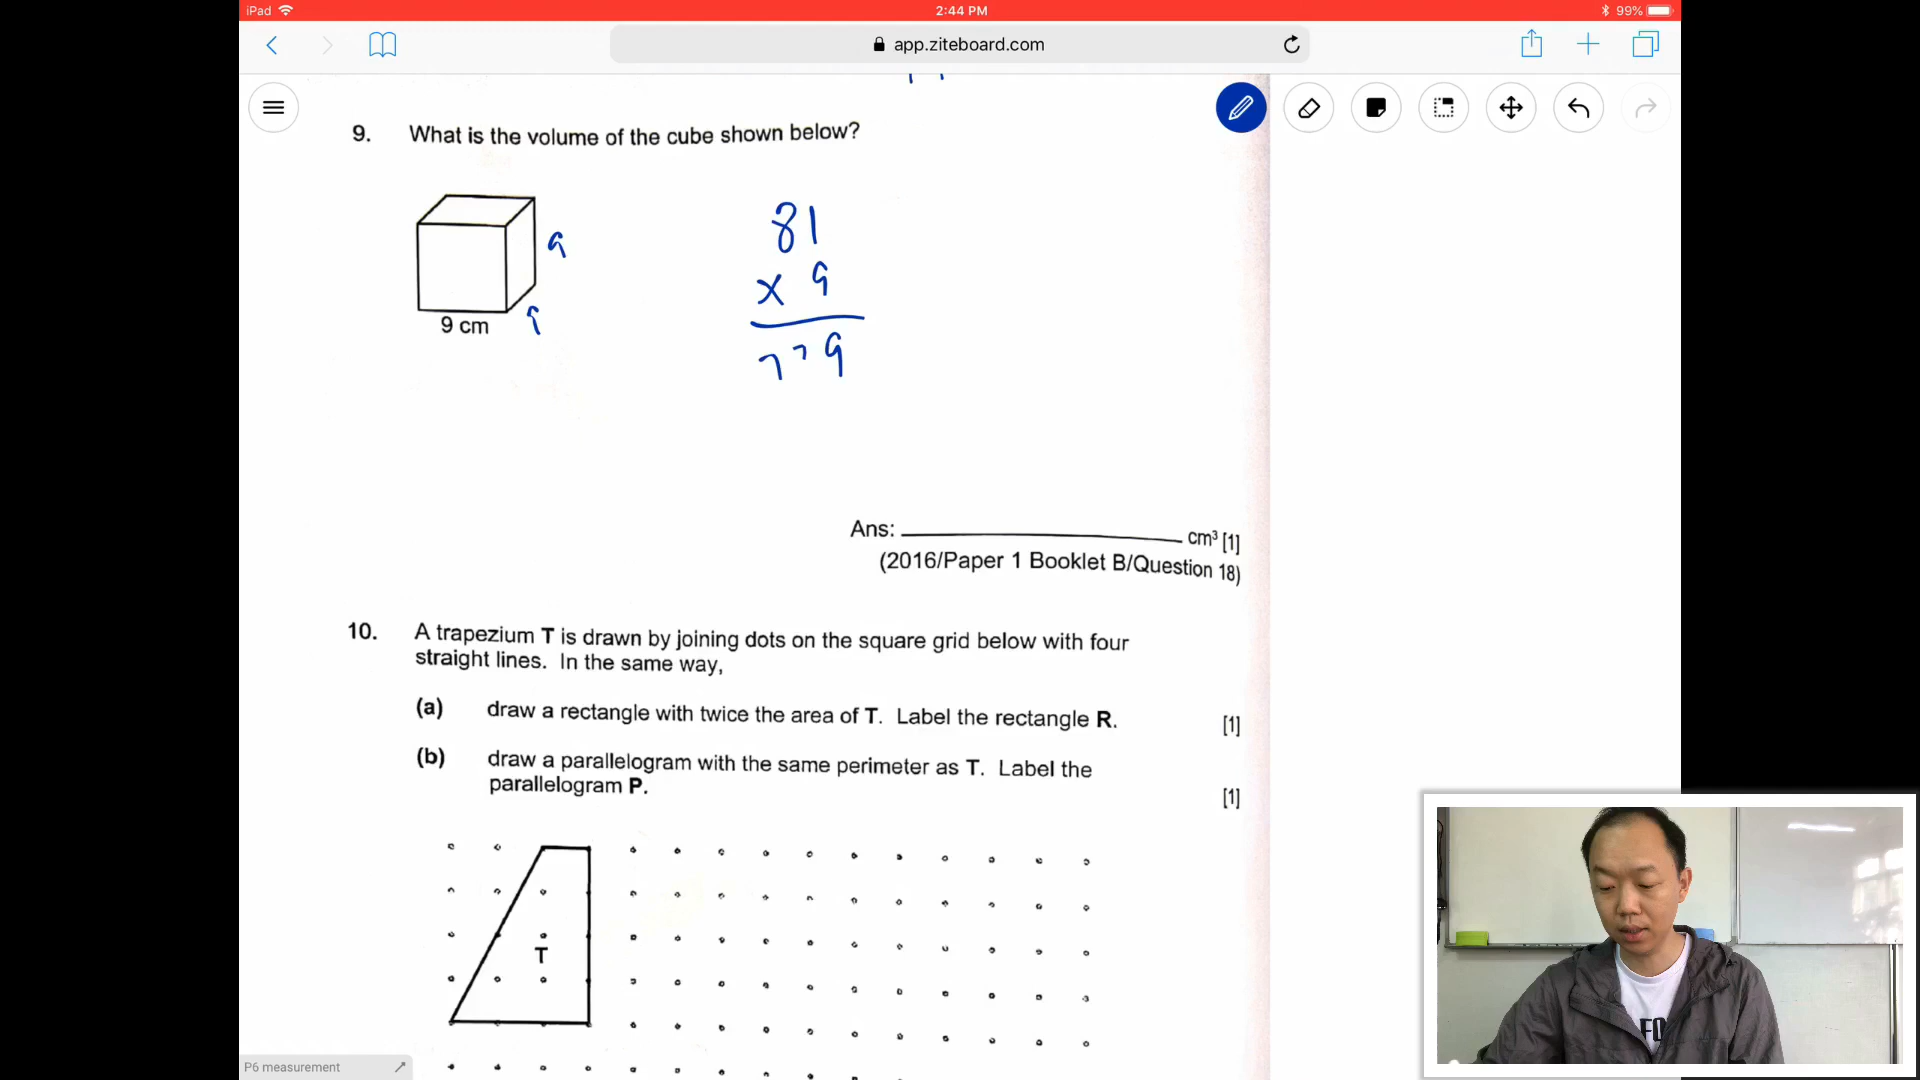 iPad 2:44 PM 99%
app.ziteboard.com
9. What is the volume of the cube shown below?
9
9 cm 9
81
x 9
779
Ans: ____________ cm³ [1]
(2016/Paper 1 Booklet B/Question 18)
10. A trapezium T is drawn by joining dots on the square grid below with four
straight lines. In the same way,
(a) draw a rectangle with twice the area of T. Label the rectangle R. [1]
(b) draw a parallelogram with the same perimeter as T. Label the
parallelogram P. [1]
T
P6 measurement